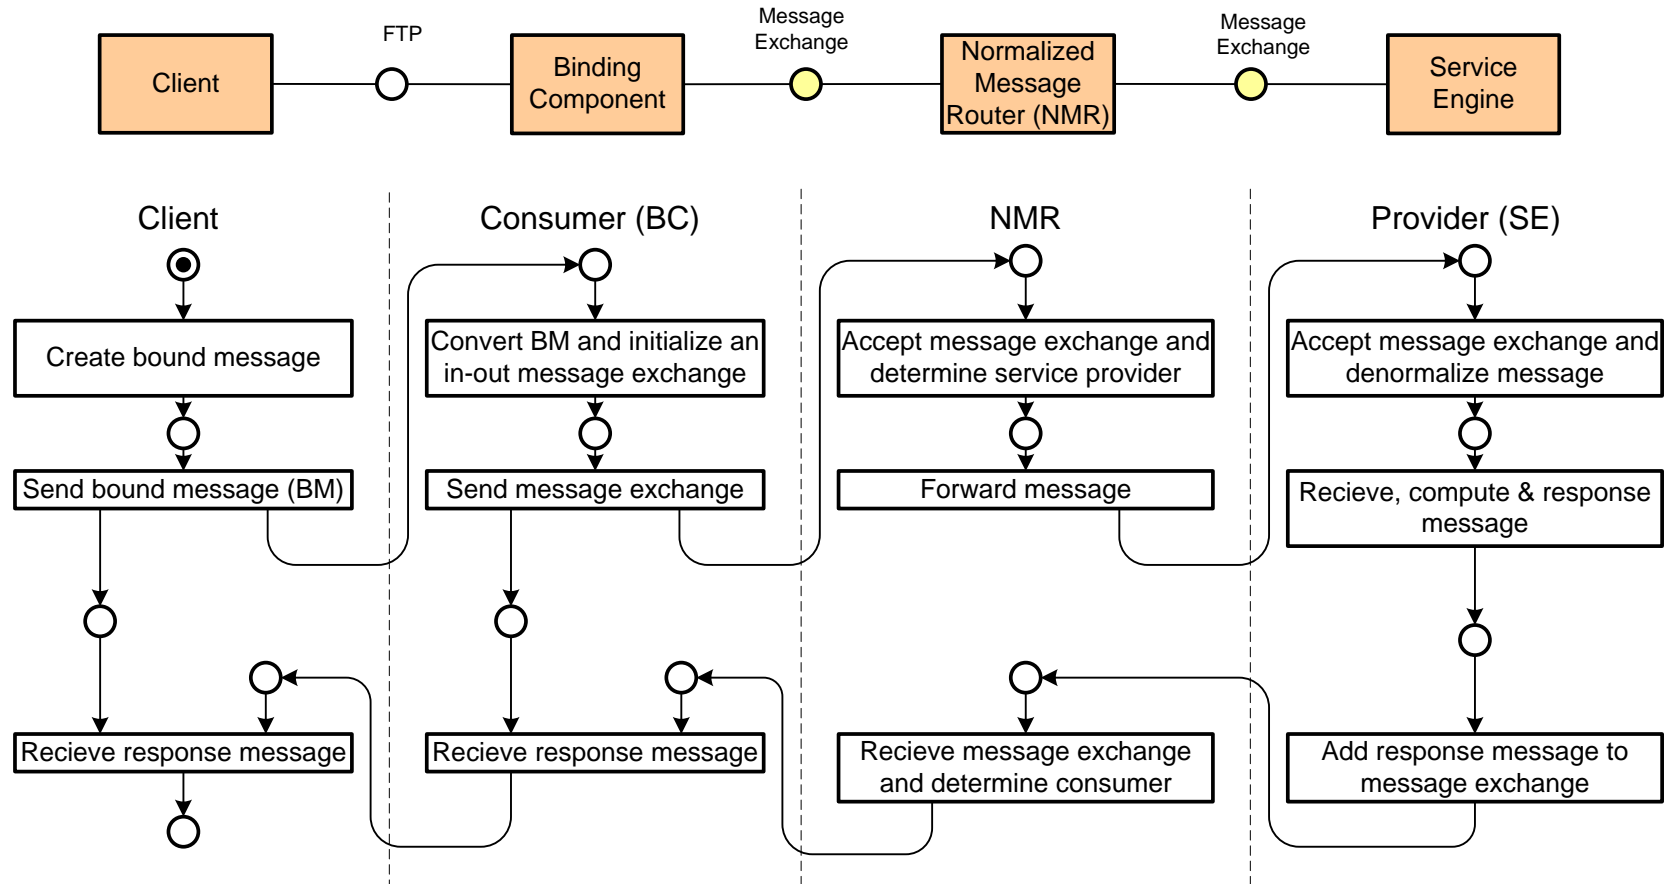 Client
FTP
Binding
Component
Message
Exchange
Normalized
Message
Router (NMR)
Message
Exchange
Service
Engine
Client
Consumer (BC)
NMR
Provider (SE)
Create bound message
Convert BM and initialize an
in-out message exchange
Accept message exchange and
determine service provider
Accept message exchange and
denormalize message
Send bound message (BM)
Send message exchange
Forward message
Recieve, compute & response
message
Recieve response message
Recieve response message
Recieve message exchange
and determine consumer
Add response message to
message exchange